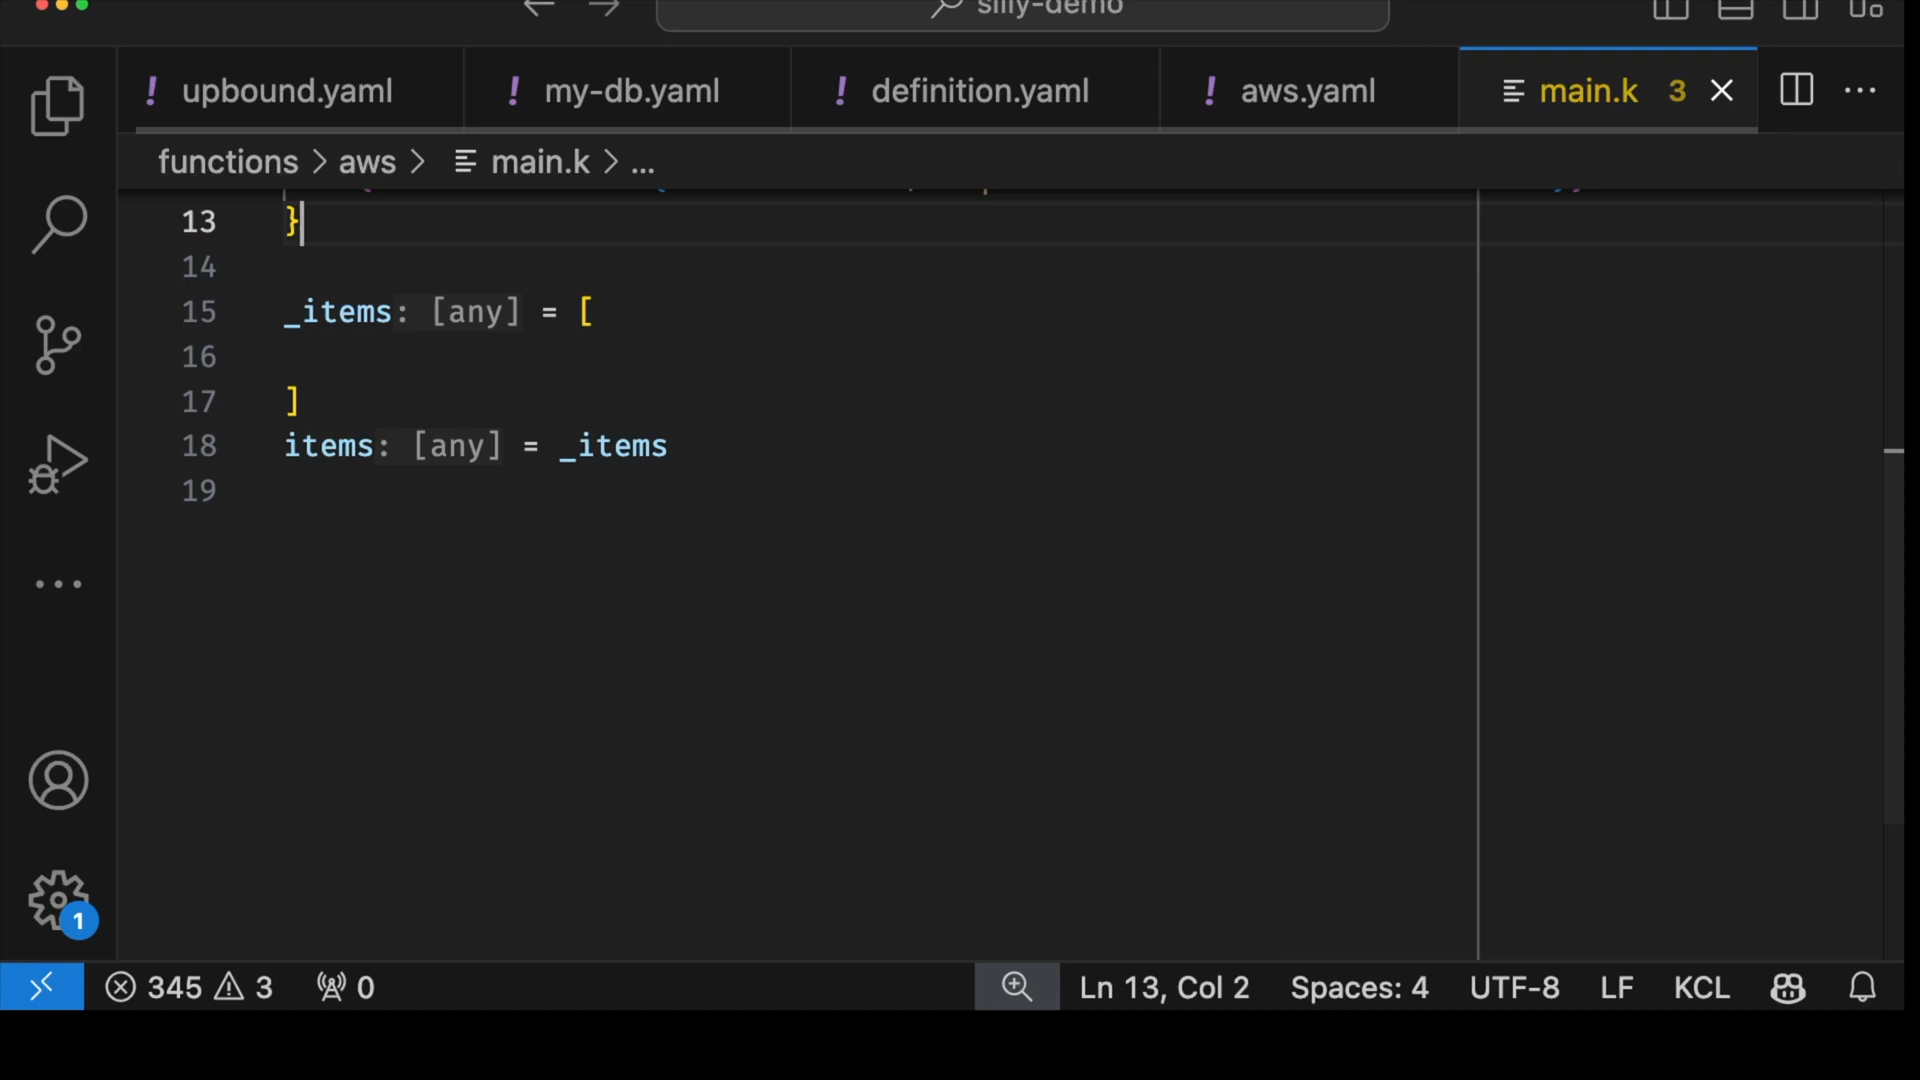 silly-demo
! upbound.yaml ! my-db.yaml ! definition.yaml ! aws.yaml main.k 3
functions > aws > main.k > ...
13 }
14
15 _items: [any] = [
16
17 ]
18 items: [any] = _items
19
1
345 3 0 Ln 13, Col 2 Spaces: 4 UTF-8 LF KCL